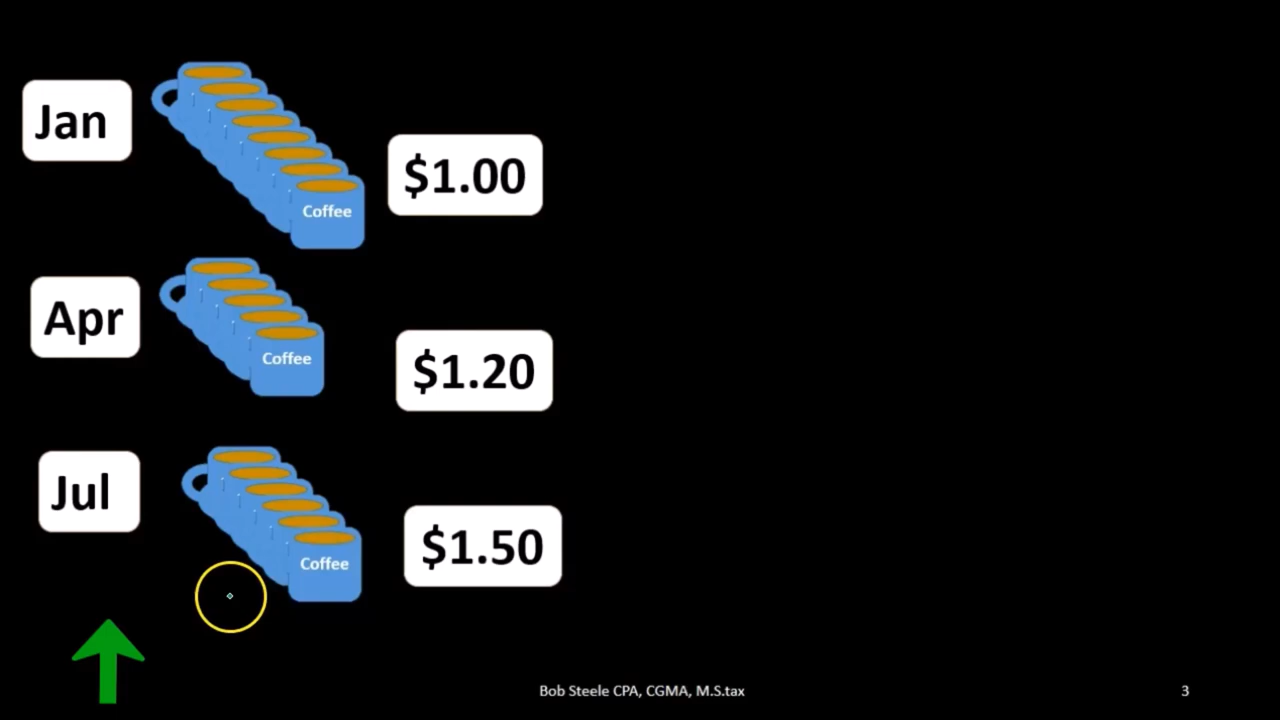 Jan
Coffee
$1.00
Apr
Coffee
$1.20
Jul
Coffee
$1.50
Bob Steele CPA, CGMA, M.S.tax
3